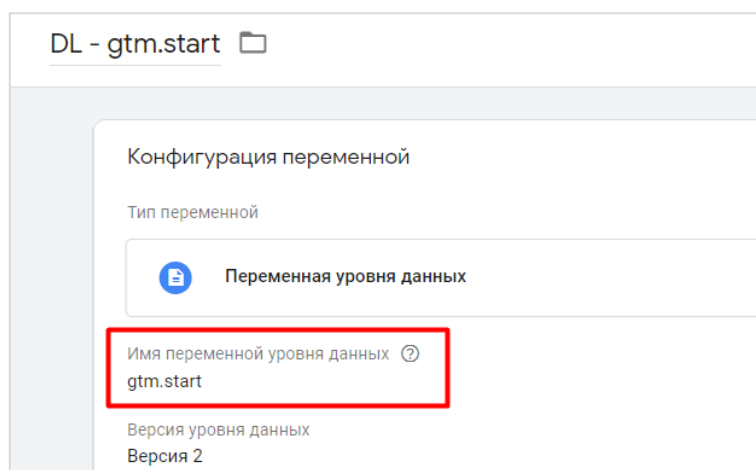 DL - gtm.start
Конфигурация переменной
Тип переменной
Переменная уровня данных
Имя переменной уровня данных
gtm.start
Версия уровня данных
Версия 2